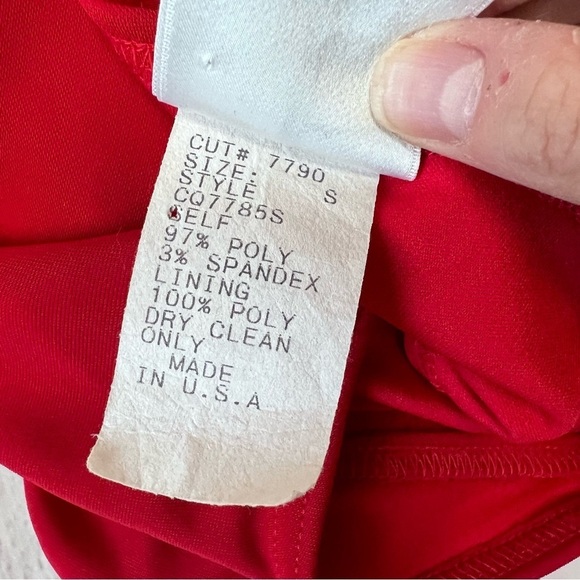 CUT# 7790
SIZE: S
STYLE
CQ7785S
SELF
97% POLY
3% SPANDEX
LINING
100% POLY
DRY CLEAN
ONLY
MADE
IN U.S.A